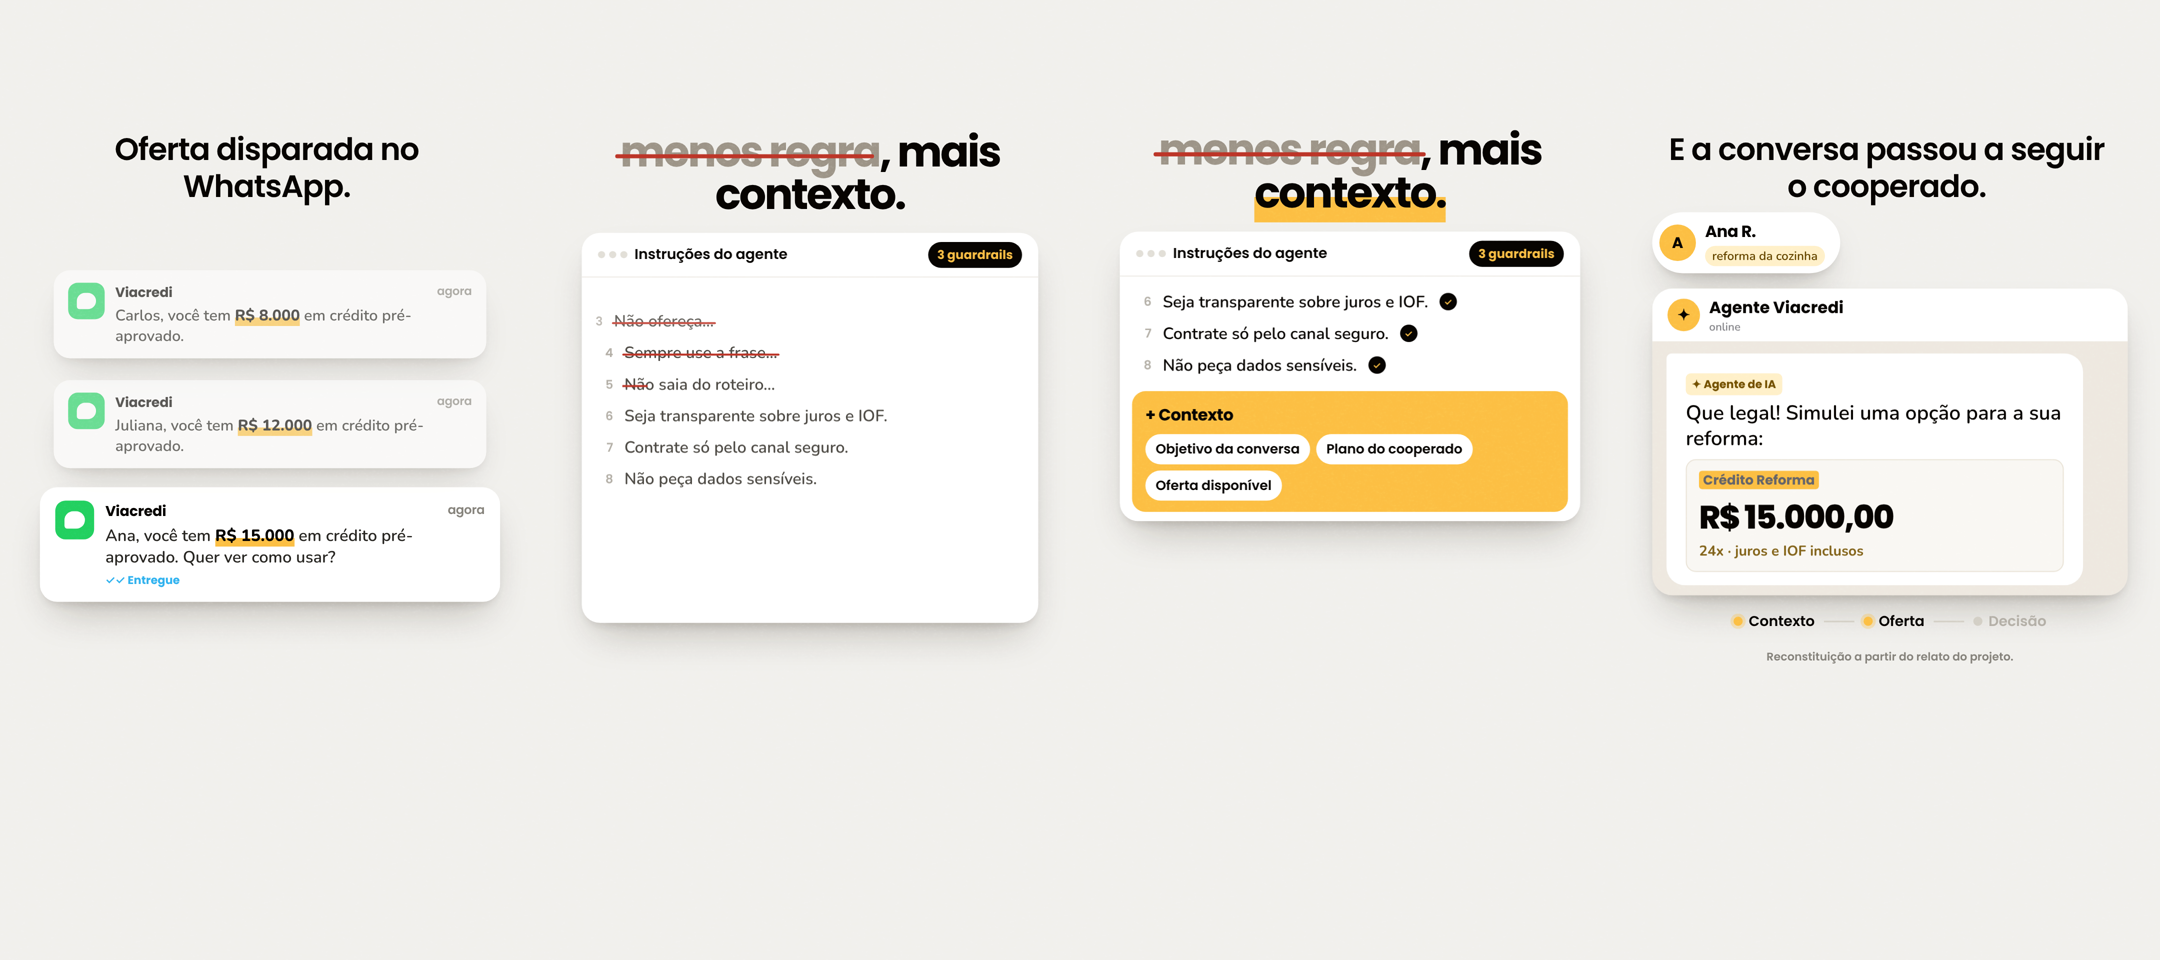 Oferta disparada no
WhatsApp.
Viacredi
agora
Carlos, você tem R$ 8.000 em crédito pré-
aprovado.
Viacredi
agora
Juliana, você tem R$ 12.000 em crédito pré-
aprovado.
Viacredi
agora
Ana, você tem R$ 15.000 em crédito pré-
aprovado. Quer ver como usar?
✓✓ Entregue
menos regra, mais
contexto.
Instruções do agente
3 guardrails
3 Não ofereça...
4 Sempre use a frase...
5 Não saia do roteiro...
6 Seja transparente sobre juros e IOF.
7 Contrate só pelo canal seguro.
8 Não peça dados sensíveis.
menos regra, mais
contexto.
Instruções do agente
3 guardrails
6 Seja transparente sobre juros e IOF. ✓
7 Contrate só pelo canal seguro. ✓
8 Não peça dados sensíveis. ✓
+ Contexto
Objetivo da conversa
Plano do cooperado
Oferta disponível
E a conversa passou a seguir
o cooperado.
A
Ana R.
reforma da cozinha
✦
Agente Viacredi
online
✦ Agente de IA
Que legal! Simulei uma opção para a sua
reforma:
Crédito Reforma
R$ 15.000,00
24x · juros e IOF inclusos
Contexto
Oferta
Decisão
Reconstituição a partir do relato do projeto.